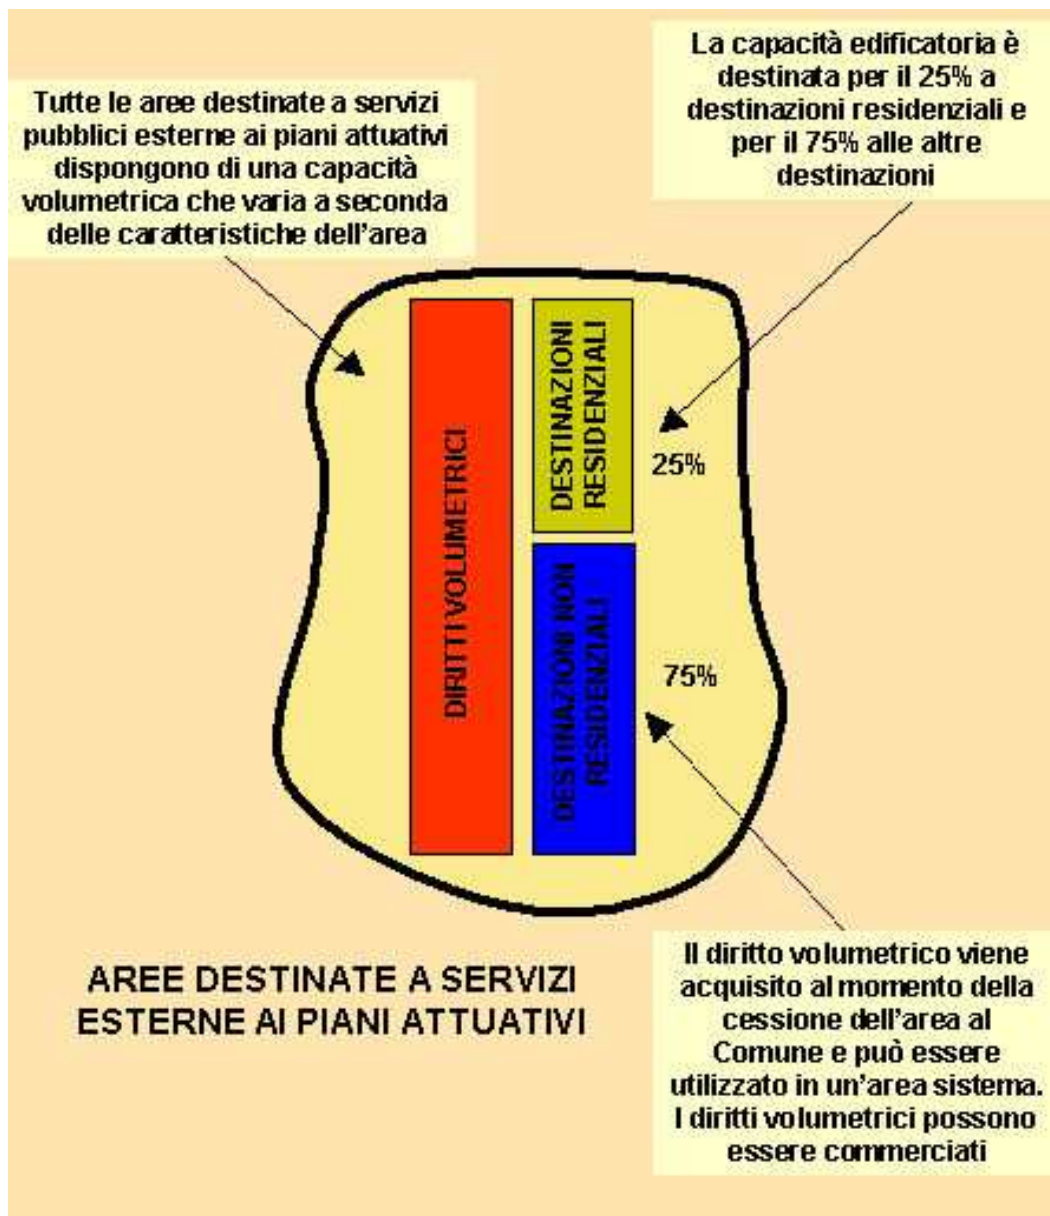 La capacità edificatoria è
destinata per il 25% a
destinazioni residenziali e
per il 75% alle altre
destinazioni
Tutte le aree destinate a servizi
pubblici esterne ai piani attuativi
dispongono di una capacità
volumetrica che varia a seconda
delle caratteristiche dell'area
DIRITTI VOLUMETRICI
DESTINAZIONI
RESIDENZIALI
25%
DESTINAZIONI NON
RESIDENZIALI
75%
AREE DESTINATE A SERVIZI
ESTERNE AI PIANI ATTUATIVI
Il diritto volumetrico viene
acquisito al momento della
cessione dell'area al
Comune e può essere
utilizzato in un'area sistema.
I diritti volumetrici possono
essere commerciati